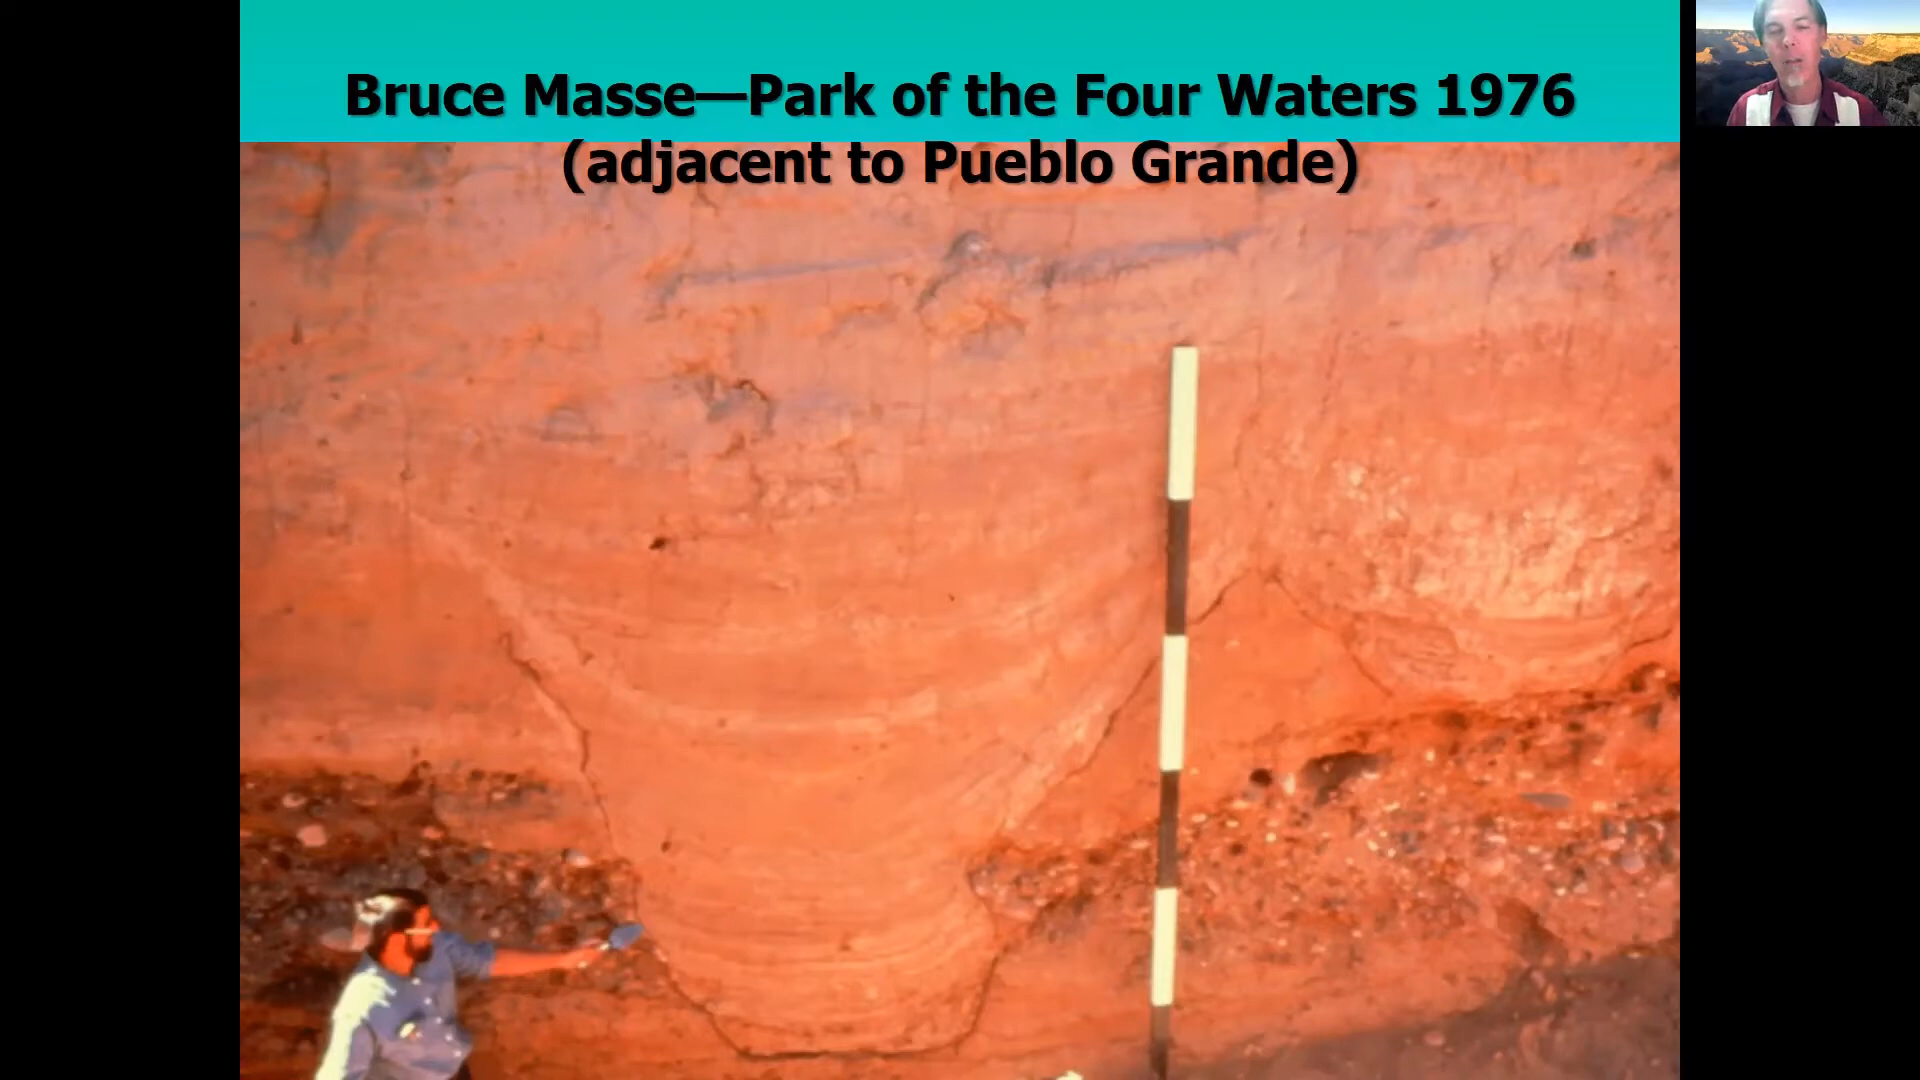 Bruce Masse—Park of the Four Waters 1976
(adjacent to Pueblo Grande)